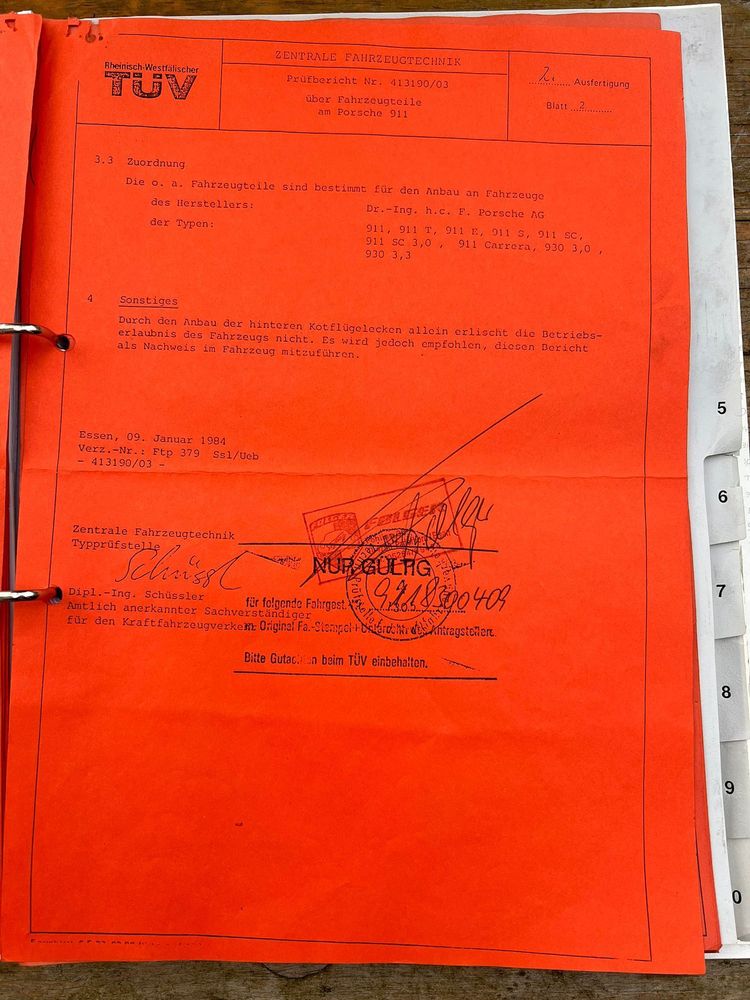 Rheinisch-Westfälischer
TÜV
ZENTRALE FAHRZEUGTECHNIK
Prüfbericht Nr. 413190/03
über Fahrzeugteile
am Porsche 911
2. Ausfertigung
Blatt 2
3.3 Zuordnung
Die o. a. Fahrzeugteile sind bestimmt für den Anbau an Fahrzeuge
des Herstellers: Dr.-Ing. h.c. F. Porsche AG
der Typen: 911, 911 T, 911 E, 911 S, 911 SC,
911 SC 3,0 , 911 Carrera, 930 3,0 ,
930 3,3
4 Sonstiges
Durch den Anbau der hinteren Kotflügelecken allein erlischt die Betriebs-
erlaubnis des Fahrzeugs nicht. Es wird jedoch empfohlen, diesen Bericht
als Nachweis im Fahrzeug mitzuführen.
Essen, 09. Januar 1984
Verz.-Nr.: Ftp 379 Ssl/Ueb
- 413190/03 -
Zentrale Fahrzeugtechnik
Typprüfstelle
Schüssl
Dipl.-Ing. Schüssler
Amtlich anerkannter Sachverständiger
für den Kraftfahrzeugverkehr
NUR GÜLTIG
für folgende Fahrgest.
Original Fa.-Stempel + Unterschr. des Antragstellers.
Bitte Gutachten beim TÜV einbehalten.
5
6
7
8
9
0